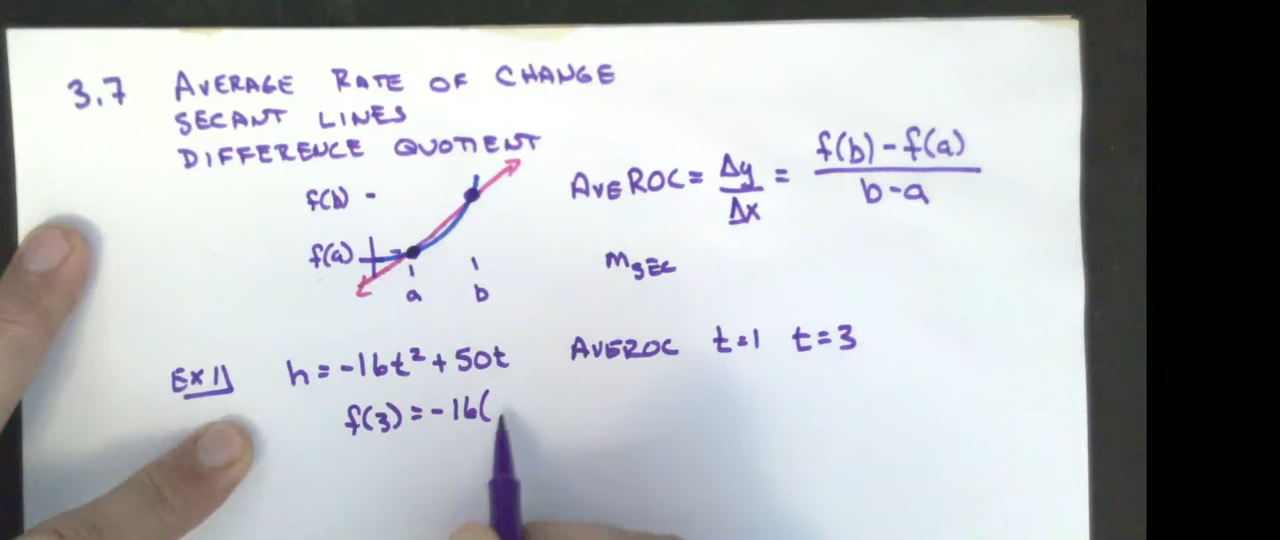 3.7 AVERAGE RATE OF CHANGE
SECANT LINES
DIFFERENCE QUOTIENT
f(b)
f(a)
a b
AVEROC = Δy/Δx = f(b)-f(a)/b-a
MSEC
EX 1) h = -16t² + 50t AVEROC t=1 t=3
f(3) = -16(